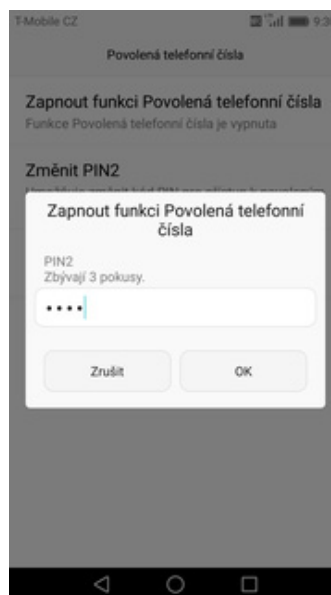 T-Mobile CZ
Povolená telefonní čísla
Zapnout funkci Povolená telefonní čísla
Funkce Povolená telefonní čísla je vypnuta
Změnit PIN2
Zapnout funkci Povolená telefonní
čísla
PIN2
Zbývají 3 pokusy.
••••
Zrušit OK